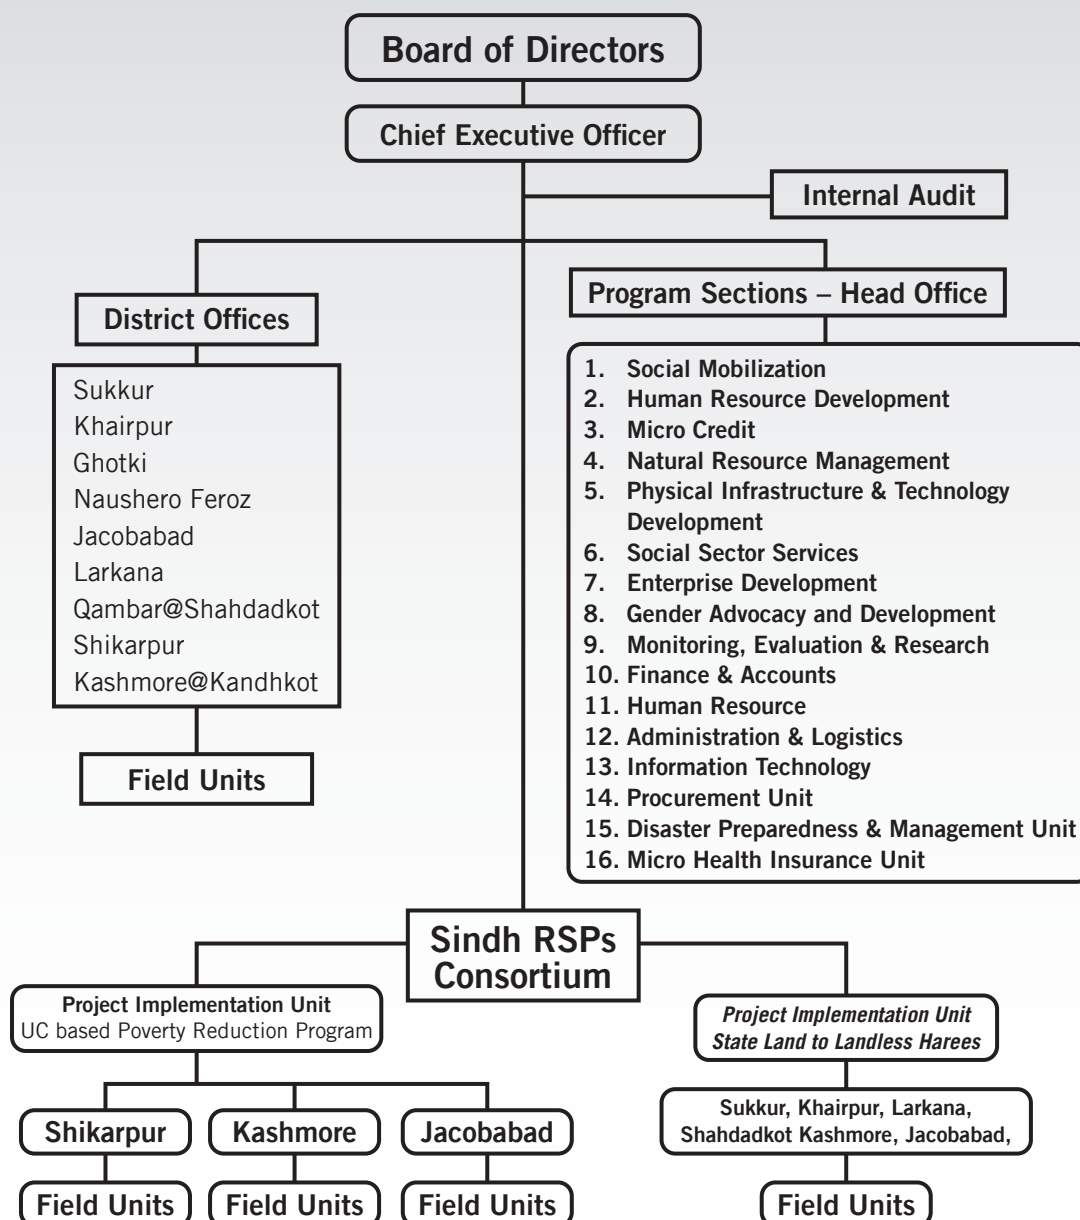 Board of Directors
Chief Executive Officer
Internal Audit
District Offices
Sukkur
Khairpur
Ghotki
Naushero Feroz
Jacobabad
Larkana
Qambar@Shahdadkot
Shikarpur
Kashmore@Kandhkot
Field Units
Program Sections – Head Office
1. Social Mobilization
2. Human Resource Development
3. Micro Credit
4. Natural Resource Management
5. Physical Infrastructure & Technology
Development
6. Social Sector Services
7. Enterprise Development
8. Gender Advocacy and Development
9. Monitoring, Evaluation & Research
10. Finance & Accounts
11. Human Resource
12. Administration & Logistics
13. Information Technology
14. Procurement Unit
15. Disaster Preparedness & Management Unit
16. Micro Health Insurance Unit
Sindh RSPs
Consortium
Project Implementation Unit
UC based Poverty Reduction Program
Shikarpur
Kashmore
Jacobabad
Field Units
Field Units
Field Units
Project Implementation Unit
State Land to Landless Harees
Sukkur, Khairpur, Larkana,
Shahdadkot Kashmore, Jacobabad,
Field Units